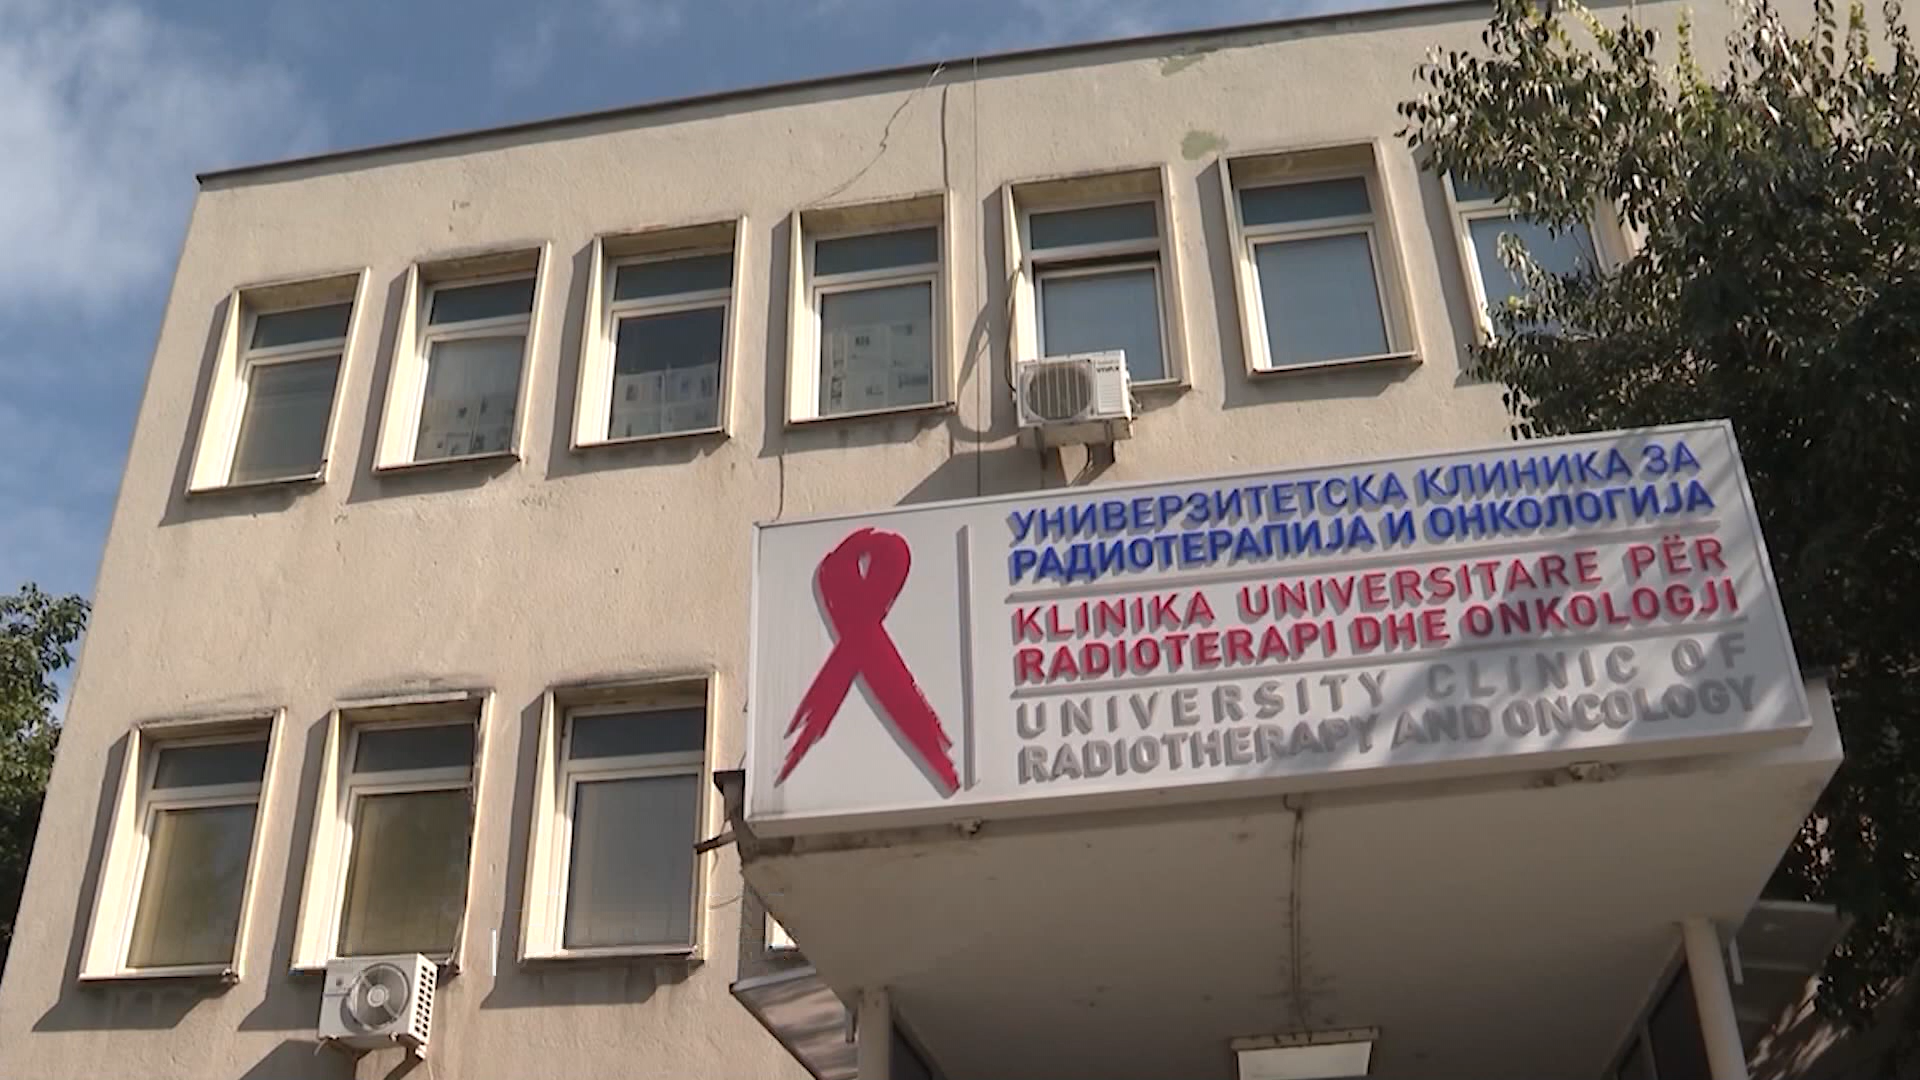 УНИВЕРЗИТЕТСКА КЛИНИКА ЗА
РАДИОТЕРАПИЈА И ОНКОЛОГИЈА
KLINIKA UNIVERSITARE PËR
RADIOTERAPI DHE ONKOLOGJI
UNIVERSITY CLINIC OF
RADIOTHERAPY AND ONCOLOGY